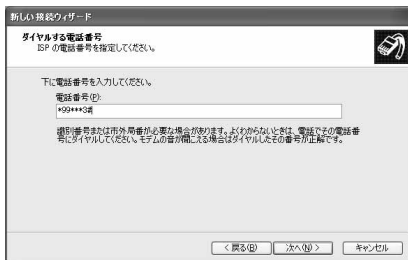 新しい接続ウィザード
ダイヤルする電話番号
ISP の電話番号を指定してください。
下に電話番号を入力してください。
電話番号(P):
*99***3#
識別番号または市外局番が必要な場合があります。よくわからないときは、電話でその電話番
号にダイヤルしてください。モデムの音が聞こえる場合はダイヤルしたその番号が正解です。
< 戻る(B)
次へ(N) >
キャンセル